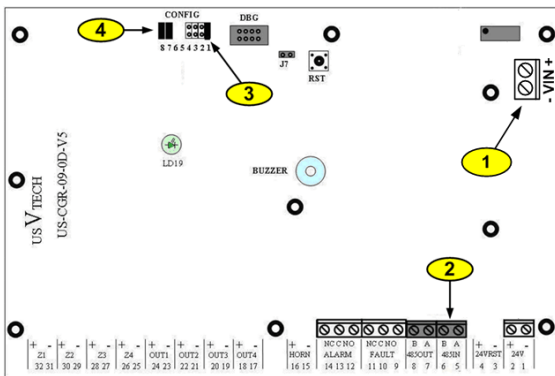 CONFIG
DBG
4
8 7 6 5 4 3 2 1
J7
RST
3
- VIN +
1
LD19
BUZZER
US V TECH
US-CGR-09-0D-V5
2
NC C NO NC C NO B A B A
+ - + - + - + - + - + - + - + - + - ALARM FAULT 485OUT 485IN + - + -
Z1 Z2 Z3 Z4 OUT1 OUT2 OUT3 OUT4 HORN 24VRST 24V
32 31 30 29 28 27 26 25 24 23 22 21 20 19 18 17 16 15 14 13 12 11 10 9 8 7 6 5 4 3 2 1